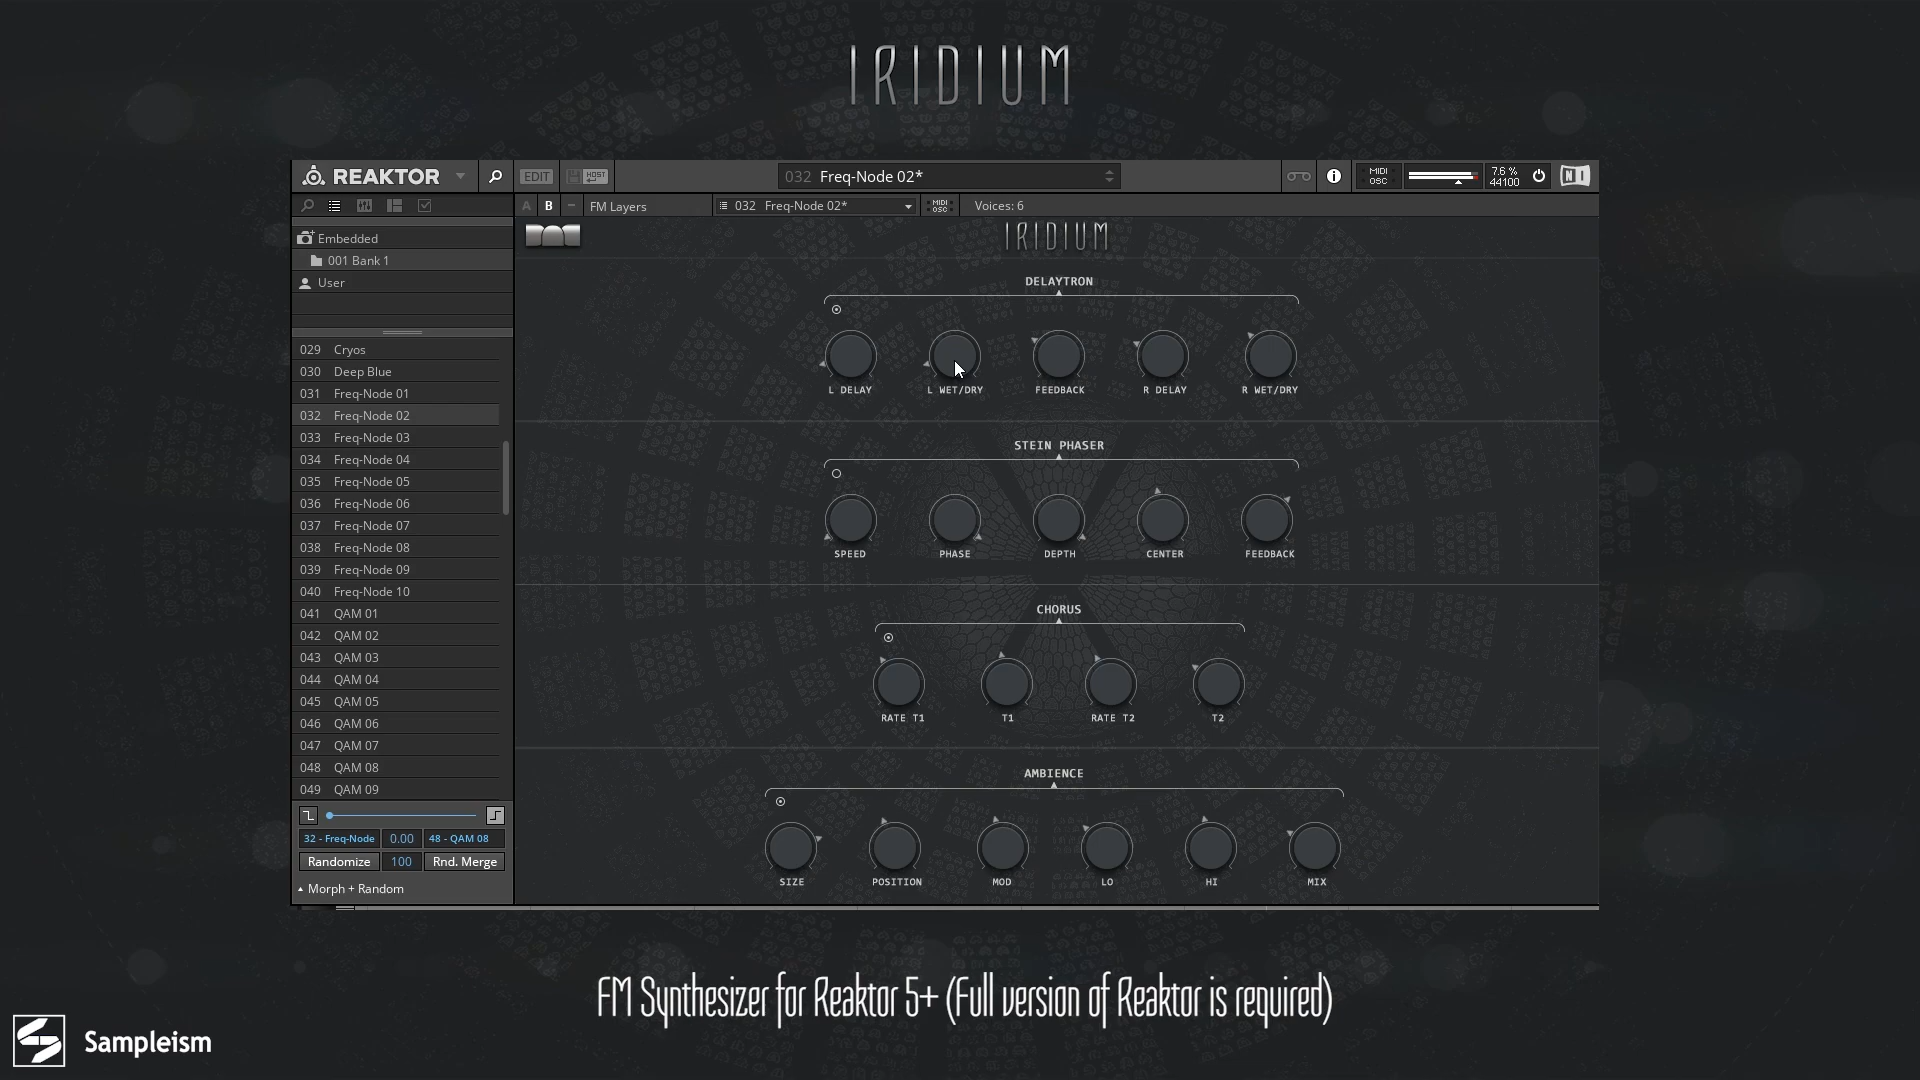 IRIDIUM
REAKTOR
EDIT
HOST
032 Freq-Node 02*
MIDI OSC
7.6 %
44100
NI
A B FM Layers
032 Freq-Node 02*
MIDI OSC
Voices: 6
Embedded
001 Bank 1
User
029 Cryos
030 Deep Blue
031 Freq-Node 01
032 Freq-Node 02
033 Freq-Node 03
034 Freq-Node 04
035 Freq-Node 05
036 Freq-Node 06
037 Freq-Node 07
038 Freq-Node 08
039 Freq-Node 09
040 Freq-Node 10
041 QAM 01
042 QAM 02
043 QAM 03
044 QAM 04
045 QAM 05
046 QAM 06
047 QAM 07
048 QAM 08
049 QAM 09
32 - Freq-Node 0.00 48 - QAM 08
Randomize 100 Rnd. Merge
Morph + Random
IRIDIUM
DELAYTRON
L DELAY L WET/DRY FEEDBACK R DELAY R WET/DRY
STEIN PHASER
SPEED PHASE DEPTH CENTER FEEDBACK
CHORUS
RATE T1 T1 RATE T2 T2
AMBIENCE
SIZE POSITION MOD LO HI MIX
FM Synthesizer for Reaktor 5+ (Full version of Reaktor is required)
Sampleism